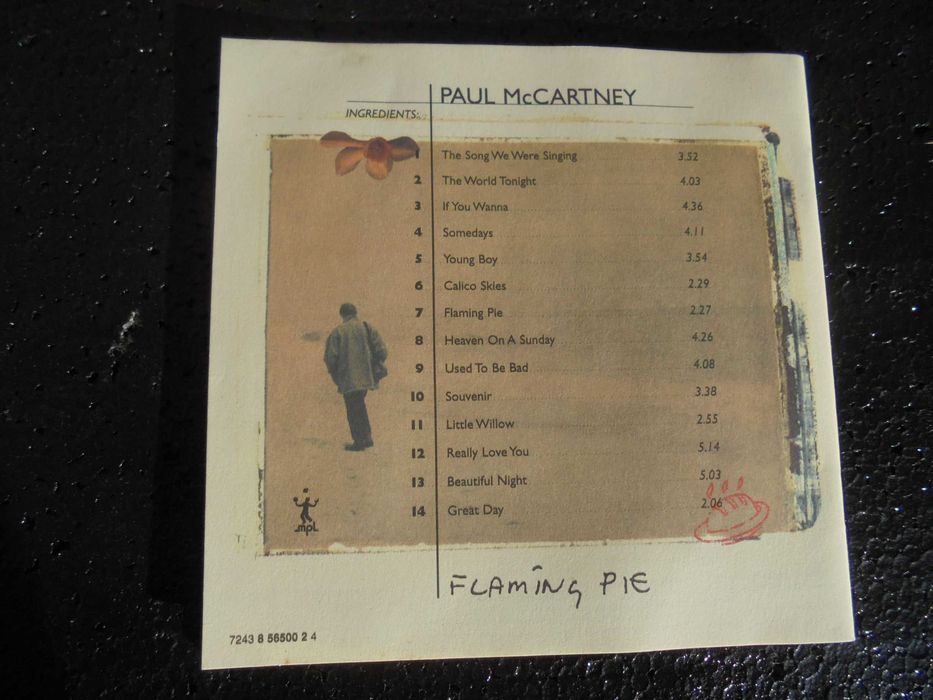 PAUL McCARTNEY
INGREDIENTS:
1 The Song We Were Singing 3.52
2 The World Tonight 4.03
3 If You Wanna 4.36
4 Somedays 4.11
5 Young Boy 3.54
6 Calico Skies 2.29
7 Flaming Pie 2.27
8 Heaven On A Sunday 4.26
9 Used To Be Bad 4.08
10 Souvenir 3.38
11 Little Willow 2.55
12 Really Love You 5.14
13 Beautiful Night 5.03
14 Great Day 2.06
mpl
FLAMING PIE
7243 8 56500 2 4